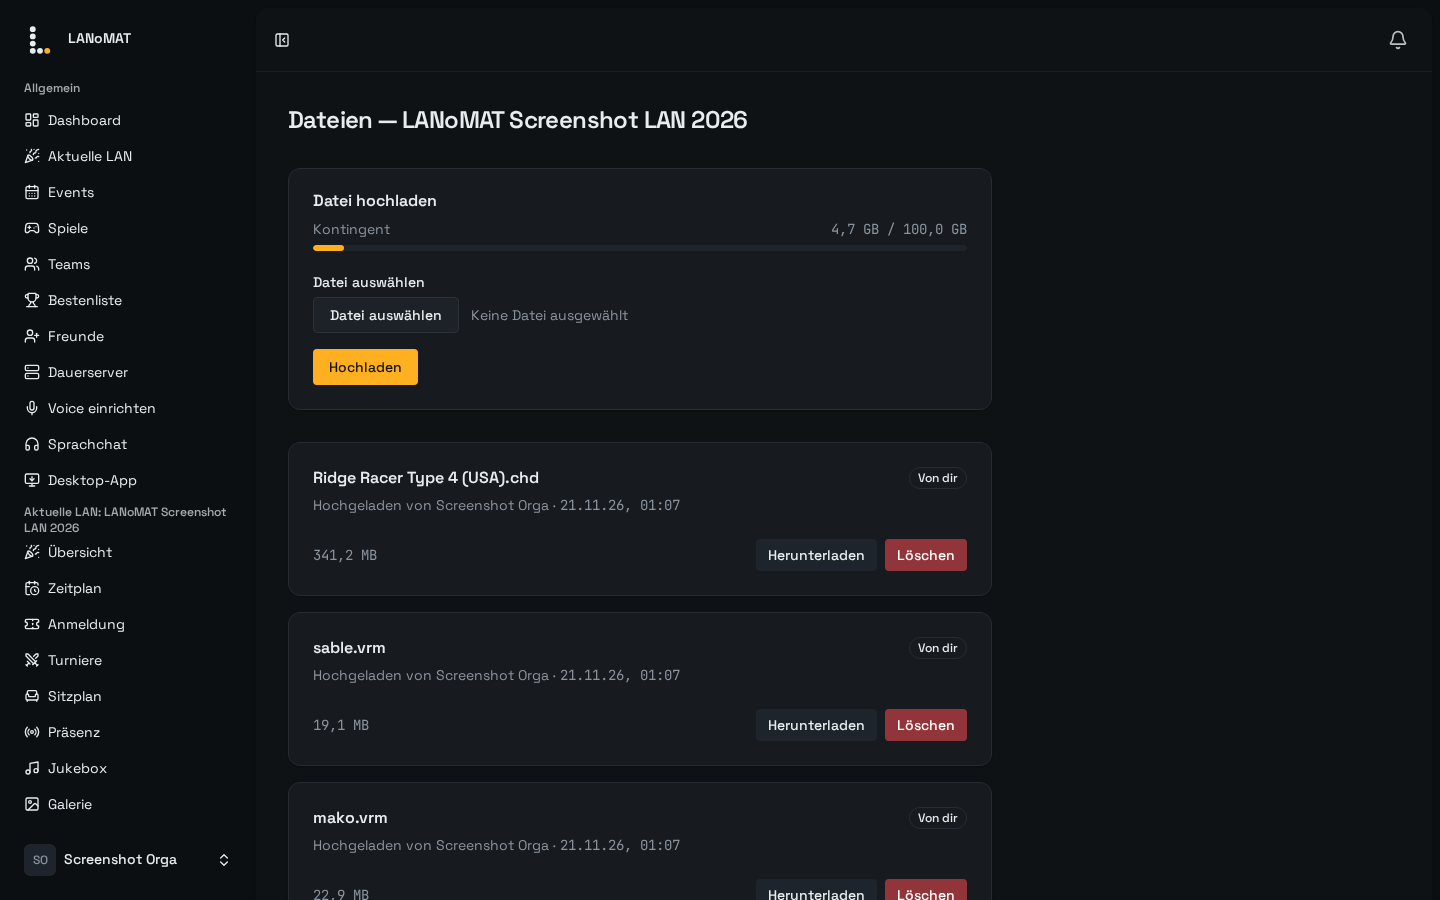 LANoMAT
Allgemein
Dashboard
Aktuelle LAN
Events
Spiele
Teams
Bestenliste
Freunde
Dauerserver
Voice einrichten
Sprachchat
Desktop-App
Aktuelle LAN: LANoMAT Screenshot
LAN 2026
Übersicht
Zeitplan
Anmeldung
Turniere
Sitzplan
Präsenz
Jukebox
Galerie
SO
Screenshot Orga
Dateien — LANoMAT Screenshot LAN 2026
Datei hochladen
Kontingent 4,7 GB / 100,0 GB
Datei auswählen
Datei auswählen Keine Datei ausgewählt
Hochladen
Ridge Racer Type 4 (USA).chd Von dir
Hochgeladen von Screenshot Orga · 21.11.26, 01:07
341,2 MB Herunterladen Löschen
sable.vrm Von dir
Hochgeladen von Screenshot Orga · 21.11.26, 01:07
19,1 MB Herunterladen Löschen
mako.vrm Von dir
Hochgeladen von Screenshot Orga · 21.11.26, 01:07
22,9 MB Herunterladen Löschen